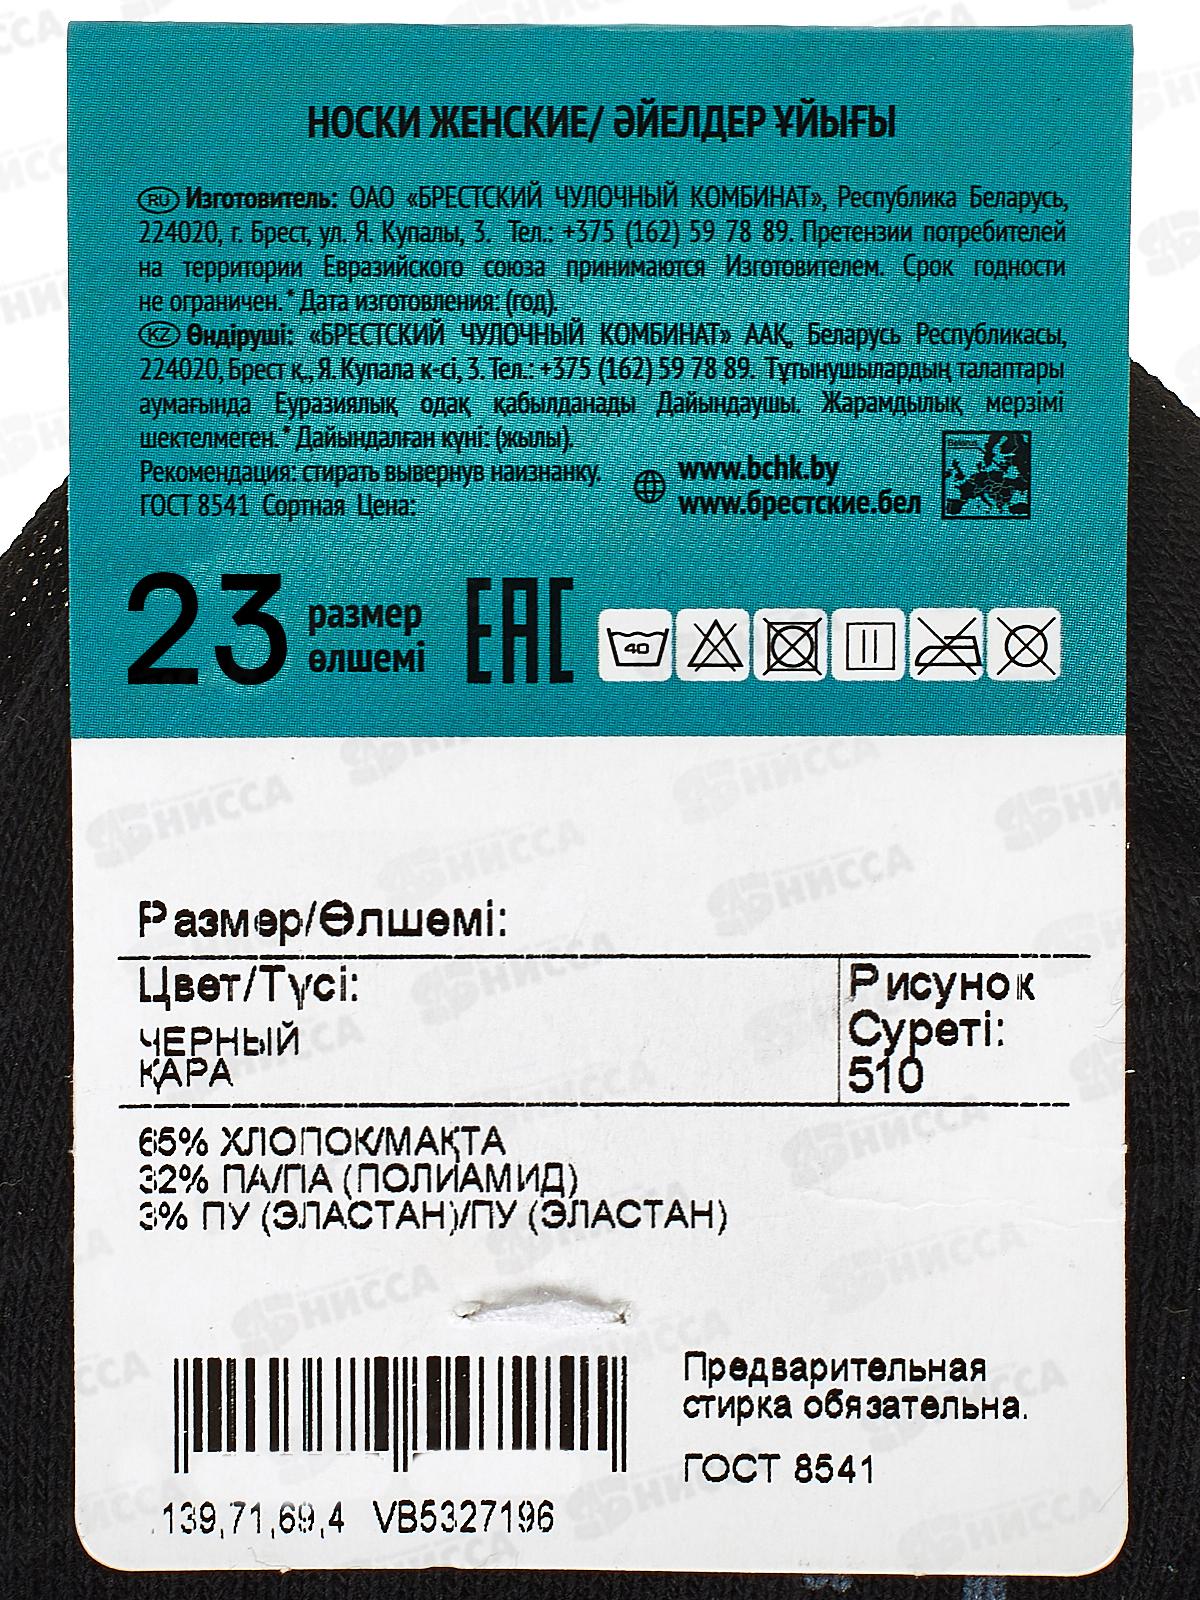 НОСКИ ЖЕНСКИЕ/ ӘЙЕЛДЕР ҰЙЫҒЫ
RU Изготовитель: ОАО «БРЕСТСКИЙ ЧУЛОЧНЫЙ КОМБИНАТ», Республика Беларусь,
224020, г. Брест, ул. Я. Купалы, 3. Тел.: +375 (162) 59 78 89. Претензии потребителей
на территории Евразийского союза принимаются Изготовителем. Срок годности
не ограничен.* Дата изготовления: (год).
KZ Өндіруші: «БРЕСТСКИЙ ЧУЛОЧНЫЙ КОМБИНАТ» ААҚ, Беларусь Республикасы,
224020, Брест қ., Я. Купала к-сі, 3. Тел.: +375 (162) 59 78 89. Тұтынушылардың талаптары
аумағында Еуразиялық одақ қабылданады Дайындаушы. Жарамдылық мерзімі
шектелмеген.* Дайындалған күні: (жылы).
Рекомендация: стирать вывернув наизнанку.
ГОСТ 8541 Сортная Цена:
www.bchk.by
www.брестские.бел
Belarus
23 размер
өлшемі
EAC
40
Размер/Өлшемі:
Цвет/Түсі:
ЧЕРНЫЙ
ҚАРА
Рисунок
Суреті:
510
65% ХЛОПОК/МАҚТА
32% ПА/ПА (ПОЛИАМИД)
3% ПУ (ЭЛАСТАН)/ПУ (ЭЛАСТАН)
Предварительная
стирка обязательна.
ГОСТ 8541
139,71,69,4 VB5327196
АБНИССА